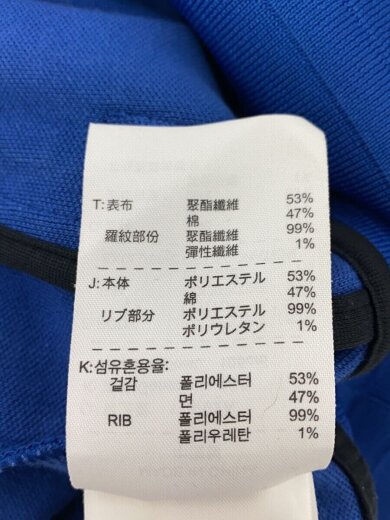 T:表布 聚酯纖維 53%
棉 47%
羅紋部份 聚酯纖維 99%
彈性纖維 1%
J:本体 ポリエステル 53%
綿 47%
リブ部分 ポリエステル 99%
ポリウレタン 1%
K:섬유혼용율:
겉감 폴리에스터 53%
면 47%
RIB 폴리에스터 99%
폴리우레탄 1%